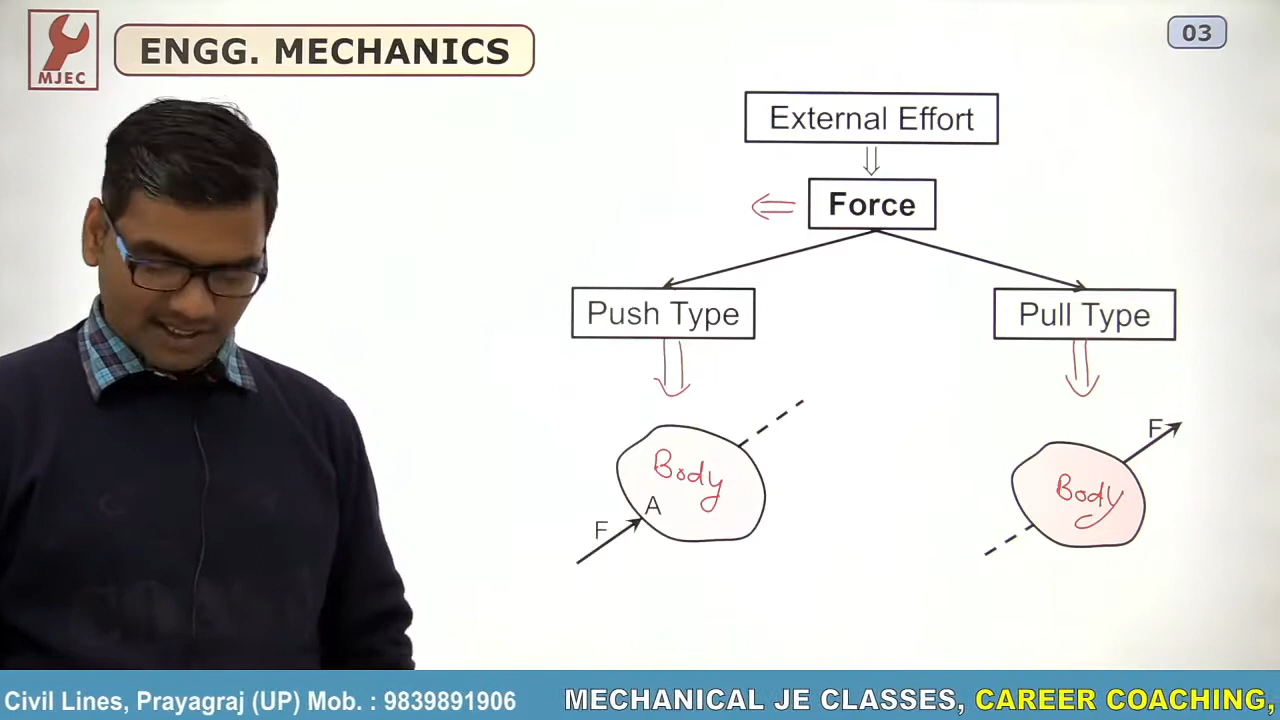 MJEC
ENGG. MECHANICS
03
External Effort
Force
Push Type
Pull Type
Body
A
F
F
Body
Civil Lines, Prayagraj (UP) Mob. : 9839891906
MECHANICAL JE CLASSES, CAREER COACHING,